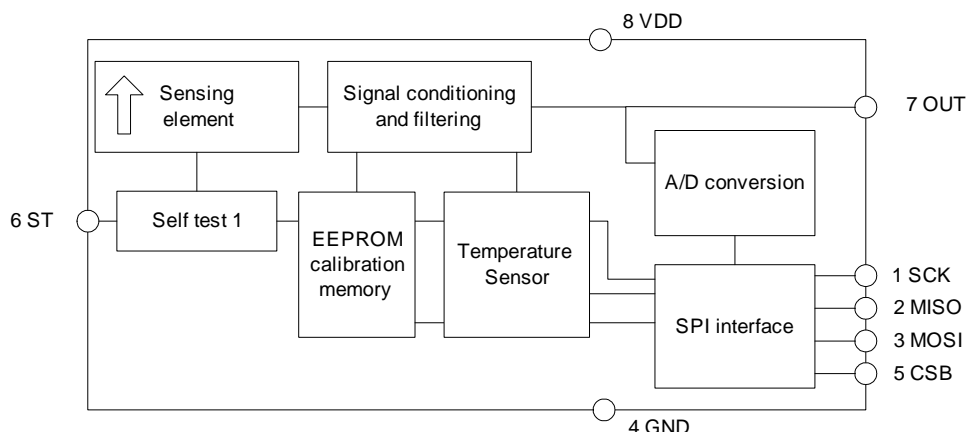 8 VDD
Sensing
element
Signal conditioning
and filtering
7 OUT
A/D conversion
6 ST
Self test 1
EEPROM
calibration
memory
Temperature
Sensor
SPI interface
1 SCK
2 MISO
3 MOSI
5 CSB
4 GND